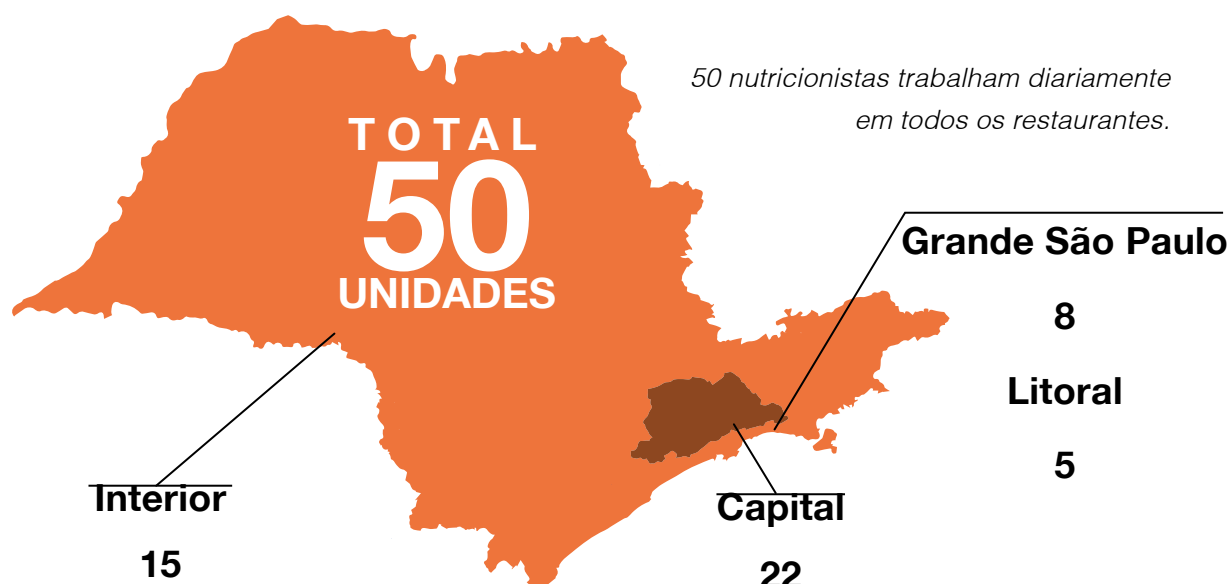 50 nutricionistas trabalham diariamente
em todos os restaurantes.
TOTAL
50
UNIDADES
Grande São Paulo
8
Litoral
5
Interior
15
Capital
22